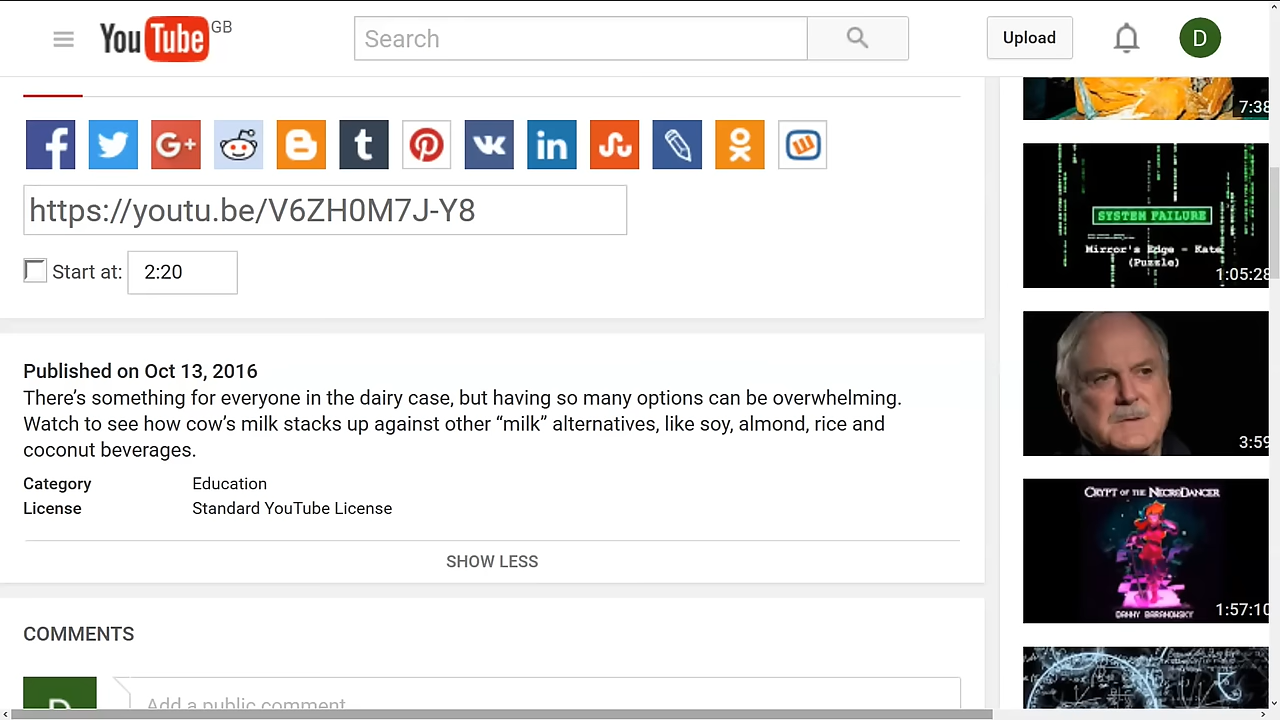 YouTube GB
Search
Upload
D
7:38
https://youtu.be/V6ZH0M7J-Y8
SYSTEM FAILURE
Mirror's Edge - Kate
(Puzzle)
1:05:28
Start at: 2:20
Published on Oct 13, 2016
There’s something for everyone in the dairy case, but having so many options can be overwhelming.
Watch to see how cow’s milk stacks up against other “milk” alternatives, like soy, almond, rice and
coconut beverages.
3:59
Category Education
License Standard YouTube License
SHOW LESS
CRYPT OF THE NECRODANCER
DANNY BARANOWSKY
1:57:10
COMMENTS
D
Add a public comment